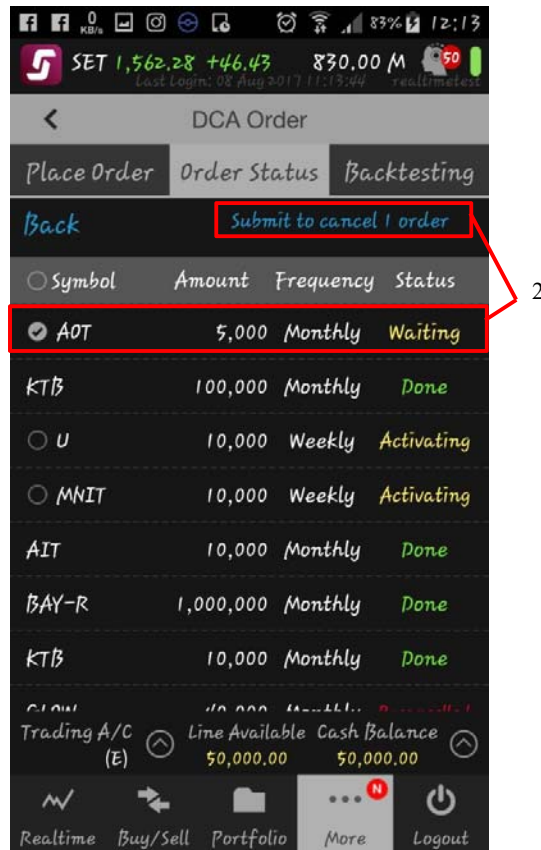 0 KB/s 83% 12:13
SET 1,562.28 +46.43 830.00 M 50
Last Login: 08 Aug 2017 11:13:44 realtimetest
DCA Order
Place Order Order Status Backtesting
Back Submit to cancel 1 order
Symbol Amount Frequency Status
2
AOT 5,000 Monthly Waiting
KTB 100,000 Monthly Done
U 10,000 Weekly Activating
MNIT 10,000 Weekly Activating
AIT 10,000 Monthly Done
BAY-R 1,000,000 Monthly Done
KTB 10,000 Monthly Done
Monthly
Trading A/C Line Available Cash Balance
(E) 50,000.00 50,000.00
N
Realtime Buy/Sell Portfolio More Logout